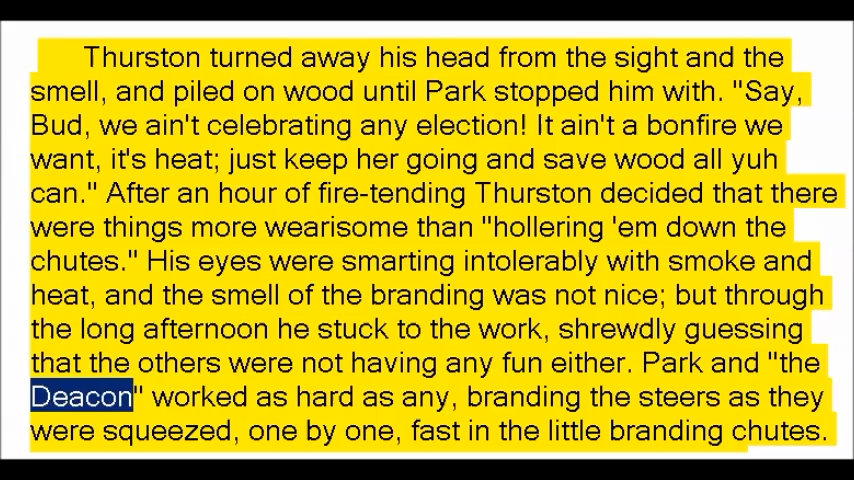 Thurston turned away his head from the sight and the
smell, and piled on wood until Park stopped him with. "Say,
Bud, we ain't celebrating any election! It ain't a bonfire we
want, it's heat; just keep her going and save wood all yuh
can." After an hour of fire-tending Thurston decided that there
were things more wearisome than "hollering 'em down the
chutes." His eyes were smarting intolerably with smoke and
heat, and the smell of the branding was not nice; but through
the long afternoon he stuck to the work, shrewdly guessing
that the others were not having any fun either. Park and "the
Deacon" worked as hard as any, branding the steers as they
were squeezed, one by one, fast in the little branding chutes.